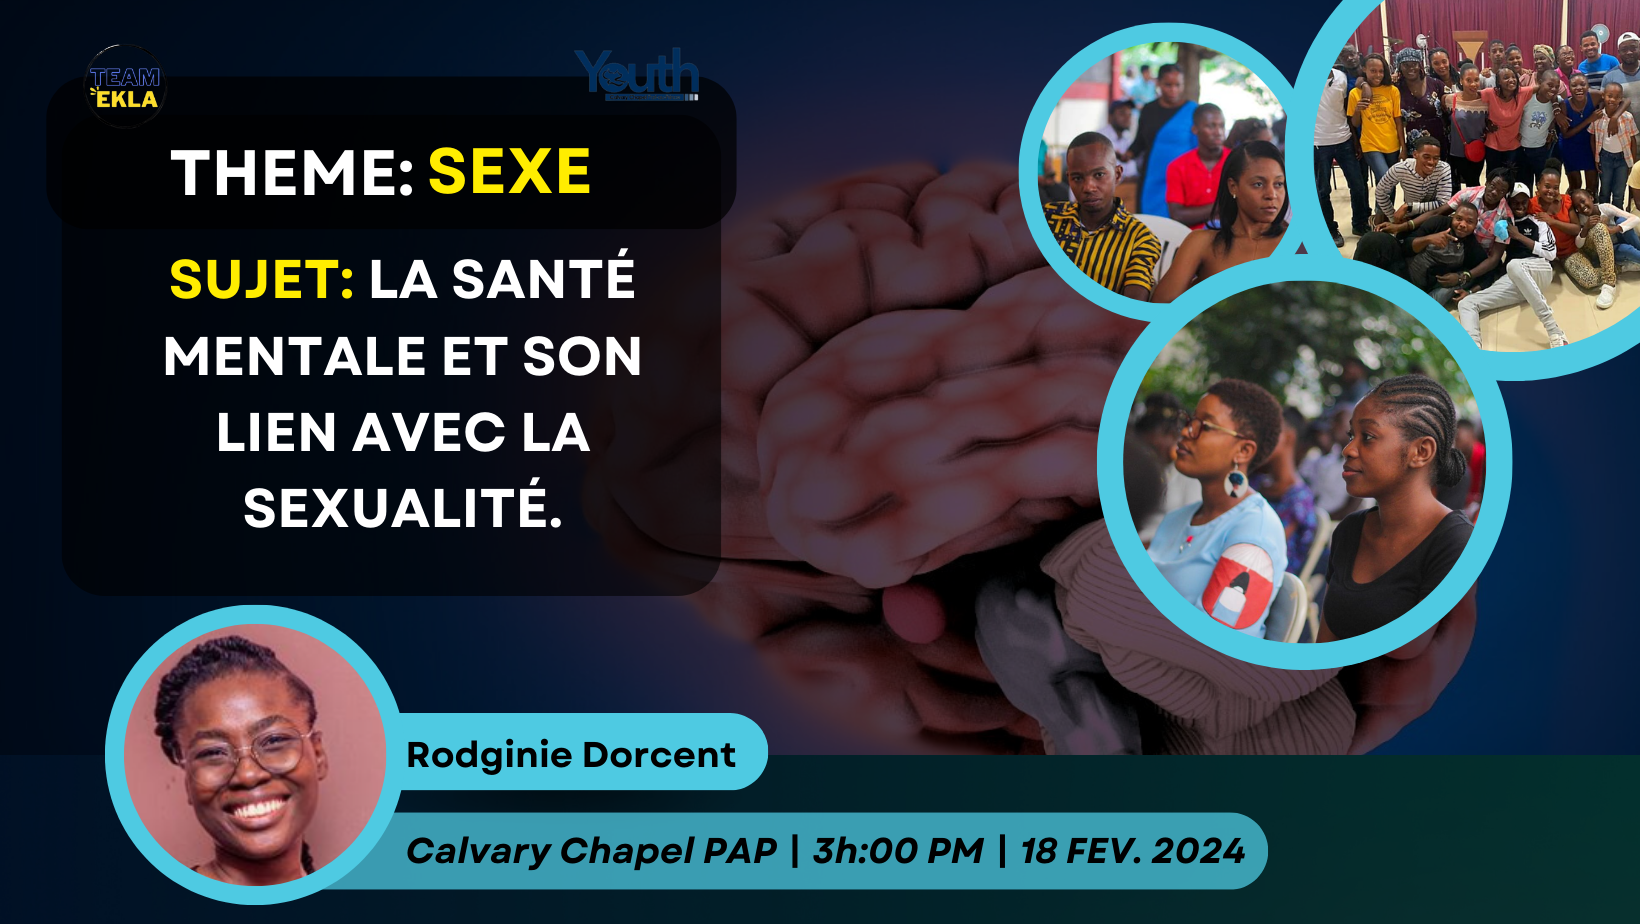 TEAM
EKLA
Youth
THEME: SEXE
SUJET: LA SANTÉ
MENTALE ET SON
LIEN AVEC LA
SEXUALITÉ.
Rodginie Dorcent
Calvary Chapel PAP | 3h:00 PM | 18 FEV. 2024